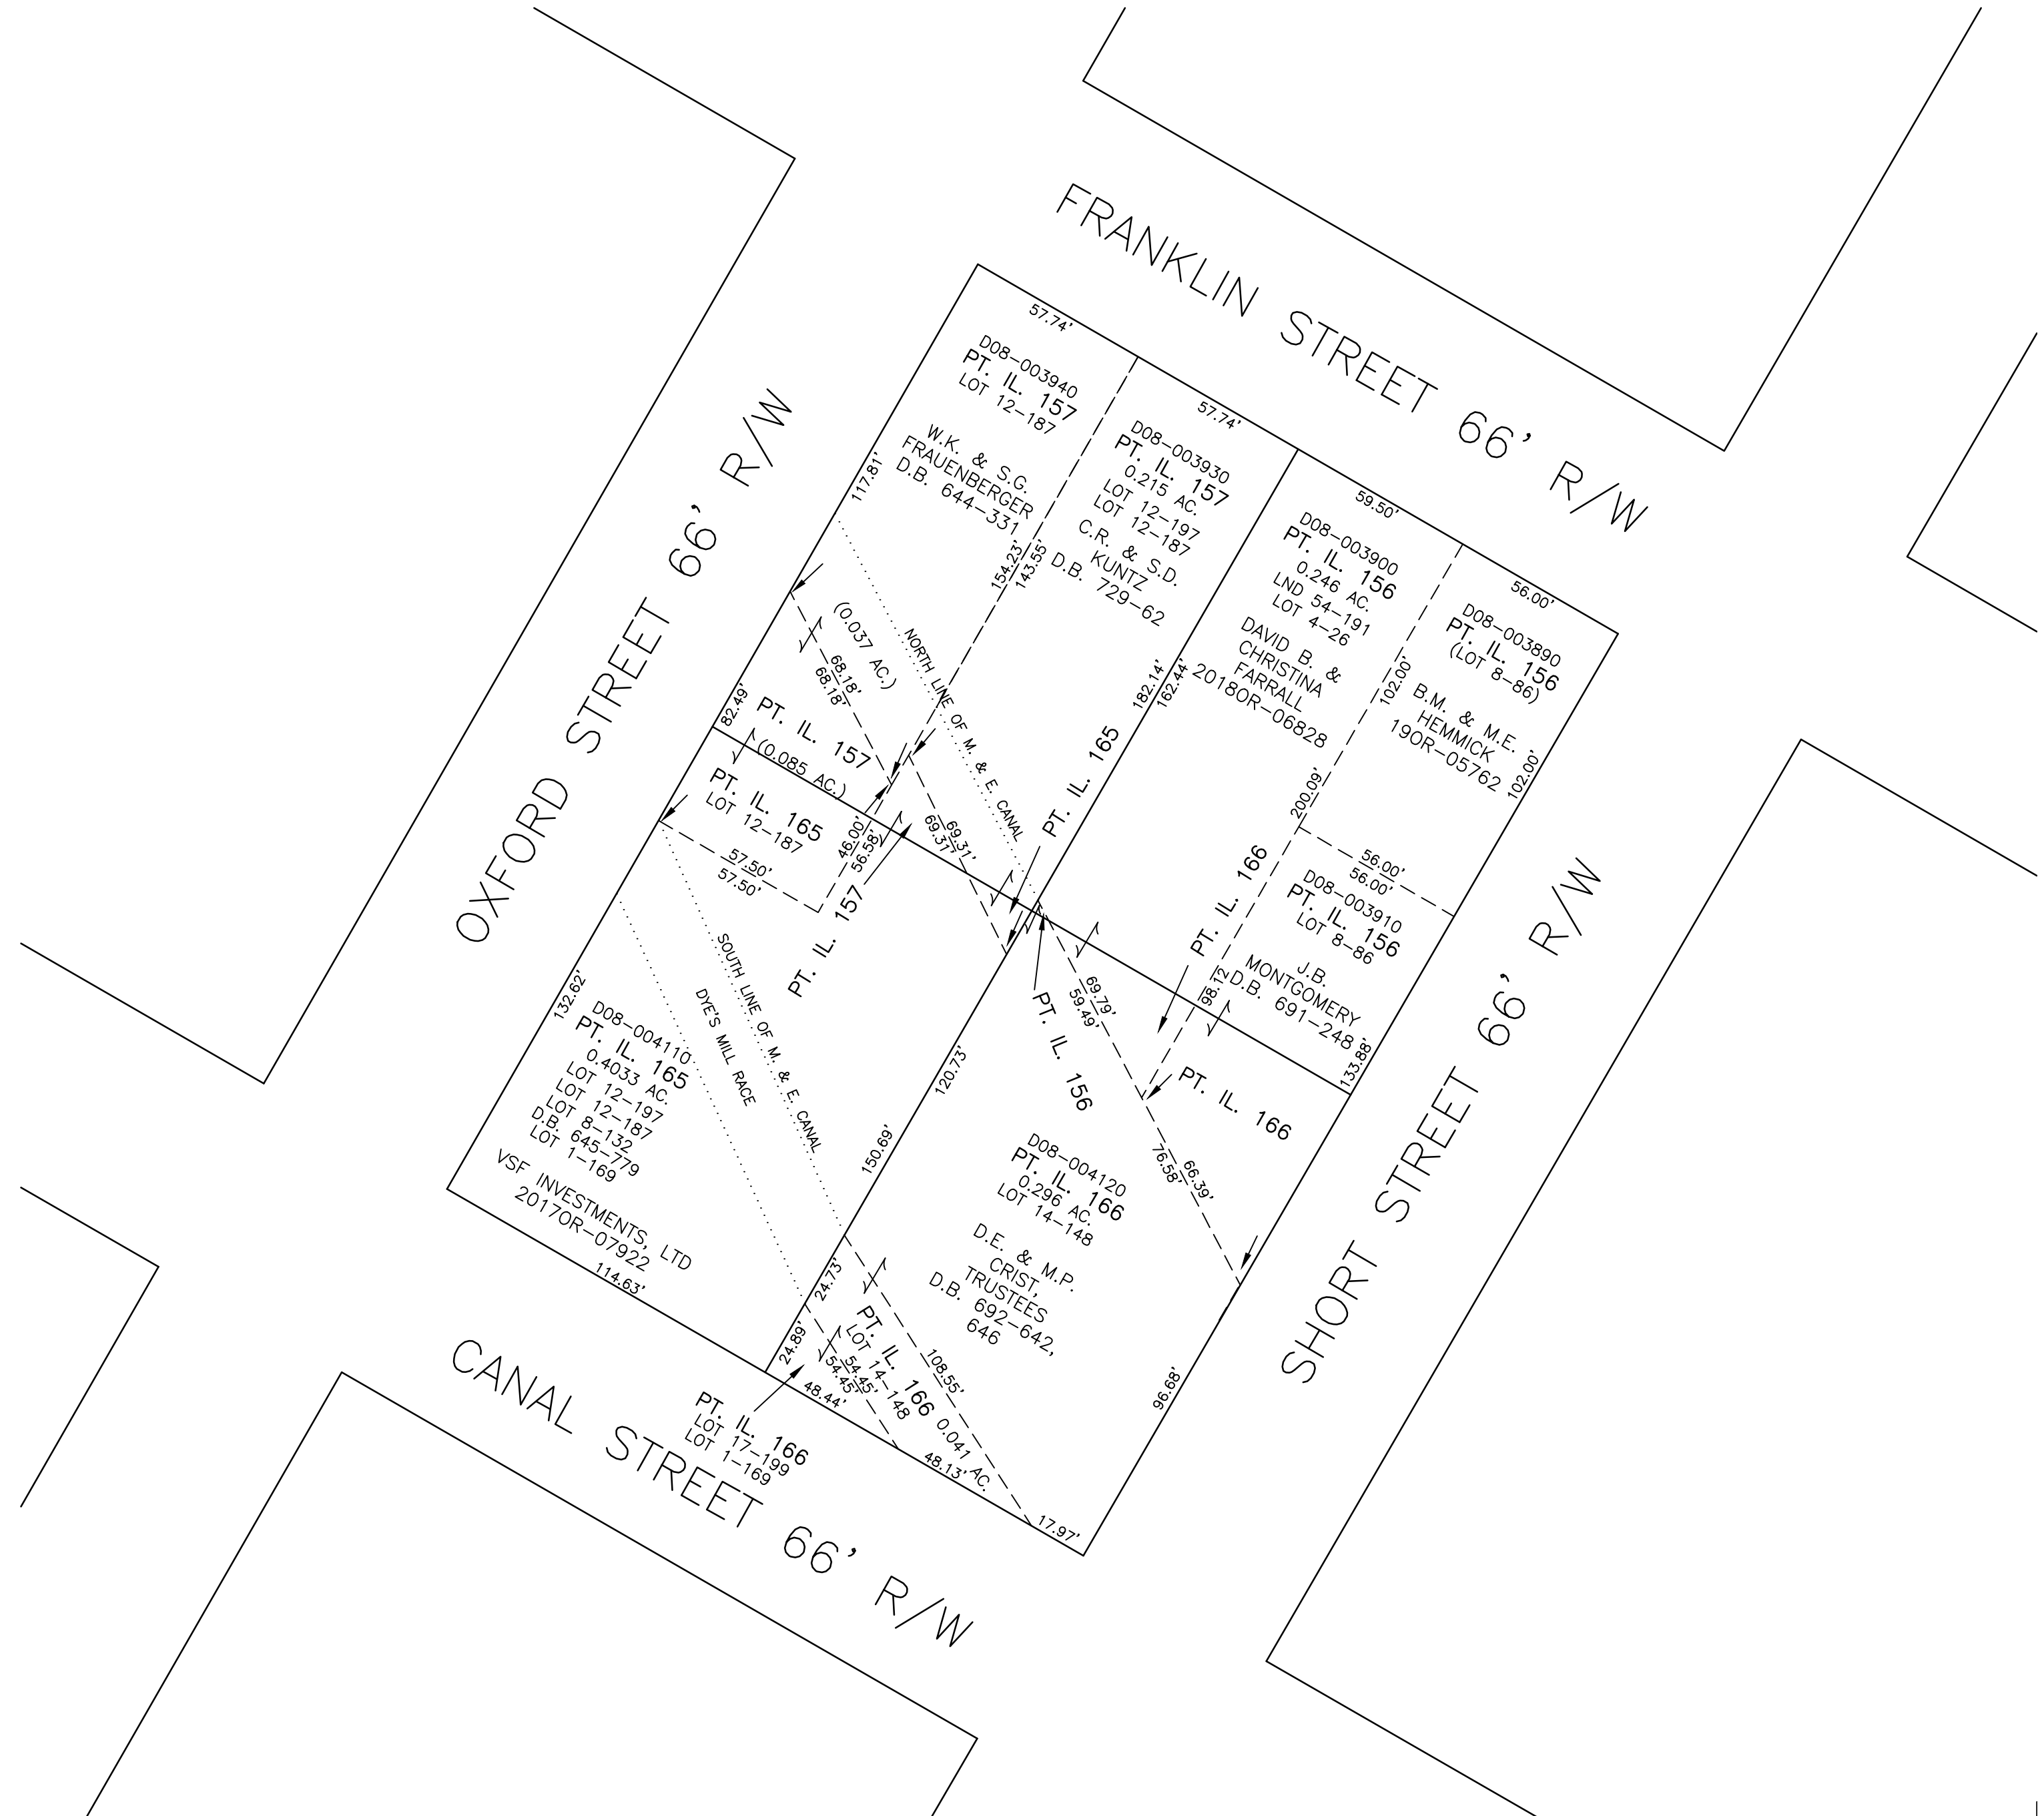 FRANKLIN STREET 66' R/W
OXFORD STREET 66' R/W
57.74'
D08-003940
PT. IL. 157
LOT 12-187
W.K. & S.G.
FRAUENBERGER
D.B. 644-331
117.81'
154.23'
143.55'
57.74'
D08-003930
PT. IL. 157
0.215 AC.
LOT 12-197
LOT 12-187
C.R. & S.D.
KUNTZ
D.B. 729-62
182.14'
162.44'
59.50'
D08-003900
PT. IL. 156
0.246 AC.
LND 54-191
LOT 4-26
DAVID B. &
CHRISTINA
FARRALL
2018OR-06828
102.00'
200.09'
56.00'
D08-003890
PT. IL. 156
(LOT 8-86)
B.M. & M.E.
HEMMICK
19OR-05762
102.00'
56.00'
56.00'
D08-003910
PT. IL. 156
LOT 8-86
J.B.
MONTGOMERY
D.B. 691-248
98.12
133.88'
(0.037 AC.)
68.18'
68.18'
NORTH LINE OF M. & E. CANAL
82.49'
PT. IL. 157
(0.085 AC.)
PT. IL. 165
LOT 12-187
57.50'
57.50'
46.00'
56.58'
69.31'
69.31'
PT. IL. 157
PT. IL. 165
PT. IL. 166
PT. IL. 156
69.79'
59.49'
PT. IL. 166
66.39'
76.58'
SOUTH LINE OF M. & E. CANAL
DYE'S MILL RACE
132.62'
D08-004110
PT. IL. 165
0.4033 AC.
LOT 12-197
LOT 12-187
LOT 8-132
D.B. 645-779
LOT 1-169
VSF INVESTMENTS, LTD
2017OR-07922
114.63'
120.73'
150.69'
24.73'
24.89'
D08-004120
PT. IL. 166
0.296 AC.
LOT 14-148
D.E. & M.P.
CRIST,
TRUSTEES
D.B. 692-642,
646
96.68'
108.55'
PT. IL. 166 0.041 AC.
LOT 14-148
54.45'
54.45'
48.44'
48.13'
17.97'
PT. IL. 166
LOT 17-199
LOT 1-169
CANAL STREET 66' R/W
SHORT STREET 66' R/W